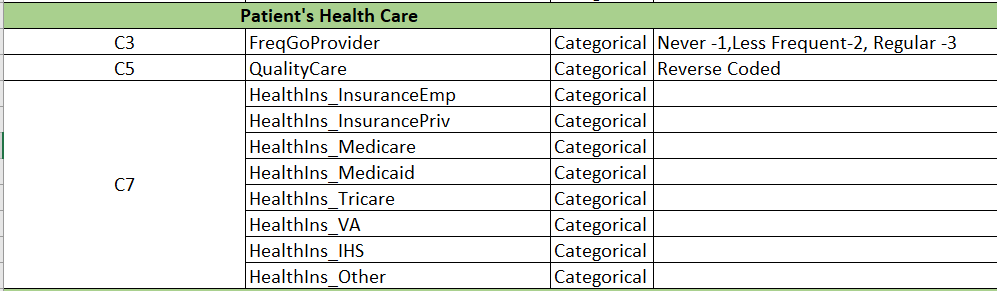 Patient's Health Care
C3 FreqGoProvider Categorical Never -1,Less Frequent-2, Regular -3
C5 QualityCare Categorical Reverse Coded
C7 HealthIns_InsuranceEmp Categorical
HealthIns_InsurancePriv Categorical
HealthIns_Medicare Categorical
HealthIns_Medicaid Categorical
HealthIns_Tricare Categorical
HealthIns_VA Categorical
HealthIns_IHS Categorical
HealthIns_Other Categorical